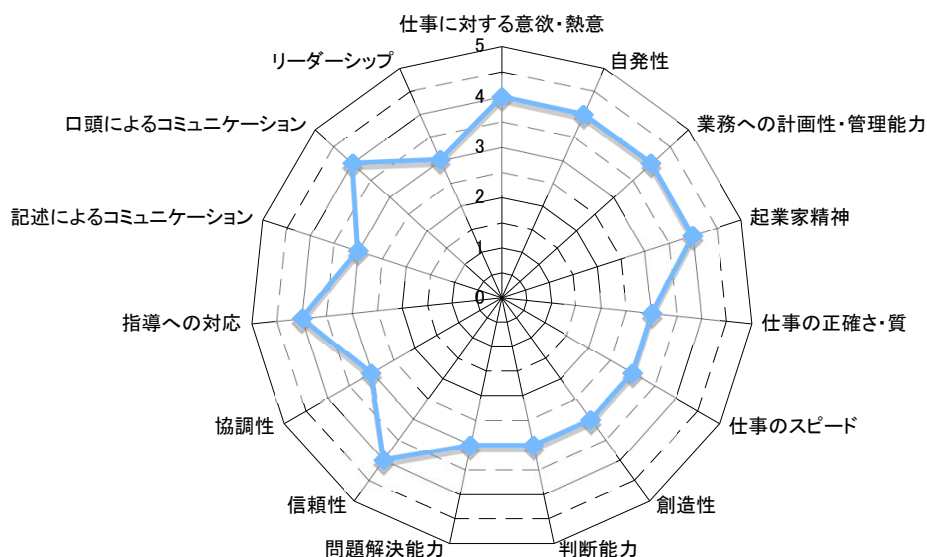 仕事に対する意欲・熱意
自発性
業務への計画性・管理能力
起業家精神
仕事の正確さ・質
仕事のスピード
創造性
判断能力
問題解決能力
信頼性
協調性
指導への対応
記述によるコミュニケーション
口頭によるコミュニケーション
リーダーシップ
5
4
3
2
1
0